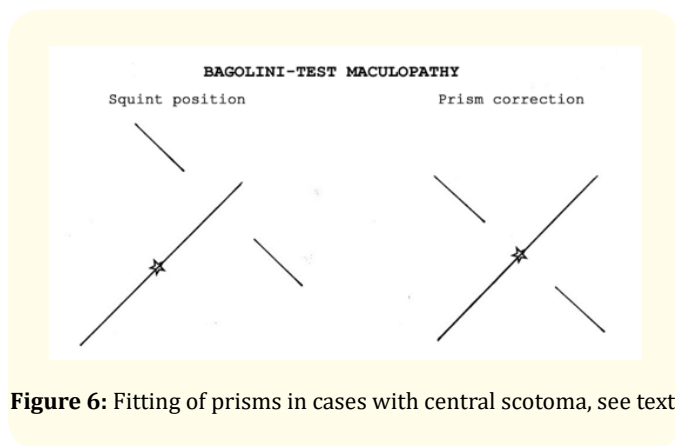 BAGOLINI-TEST MACULOPATHY
Squint position
Prism correction
Figure 6: Fitting of prisms in cases with central scotoma, see text